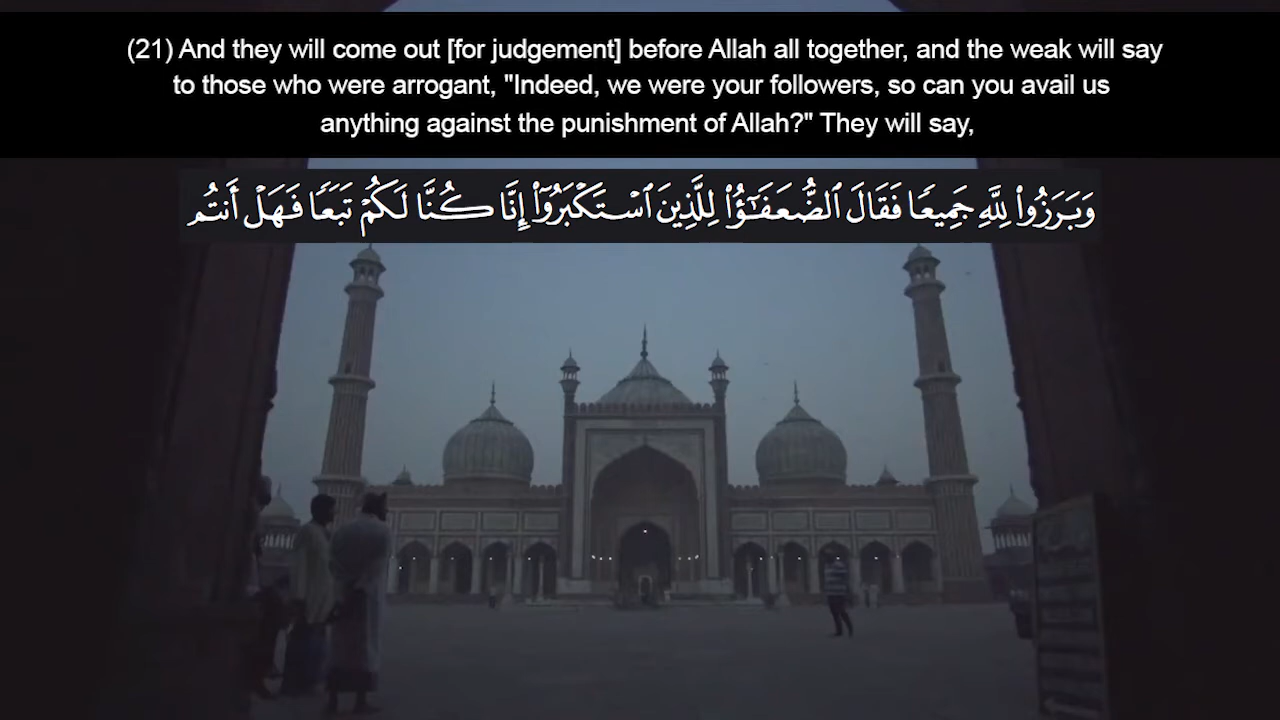 (21) And they will come out [for judgement] before Allah all together, and the weak will say
to those who were arrogant, "Indeed, we were your followers, so can you avail us
anything against the punishment of Allah?" They will say,
وَبَرَزُوا۟ لِلَّهِ جَمِيعًا فَقَالَ ٱلضُّعَفَـٰٓؤُا۟ لِلَّذِينَ ٱسْتَكْبَرُوٓا۟ إِنَّا كُنَّا لَكُمْ تَبَعًا فَهَلْ أَنتُم